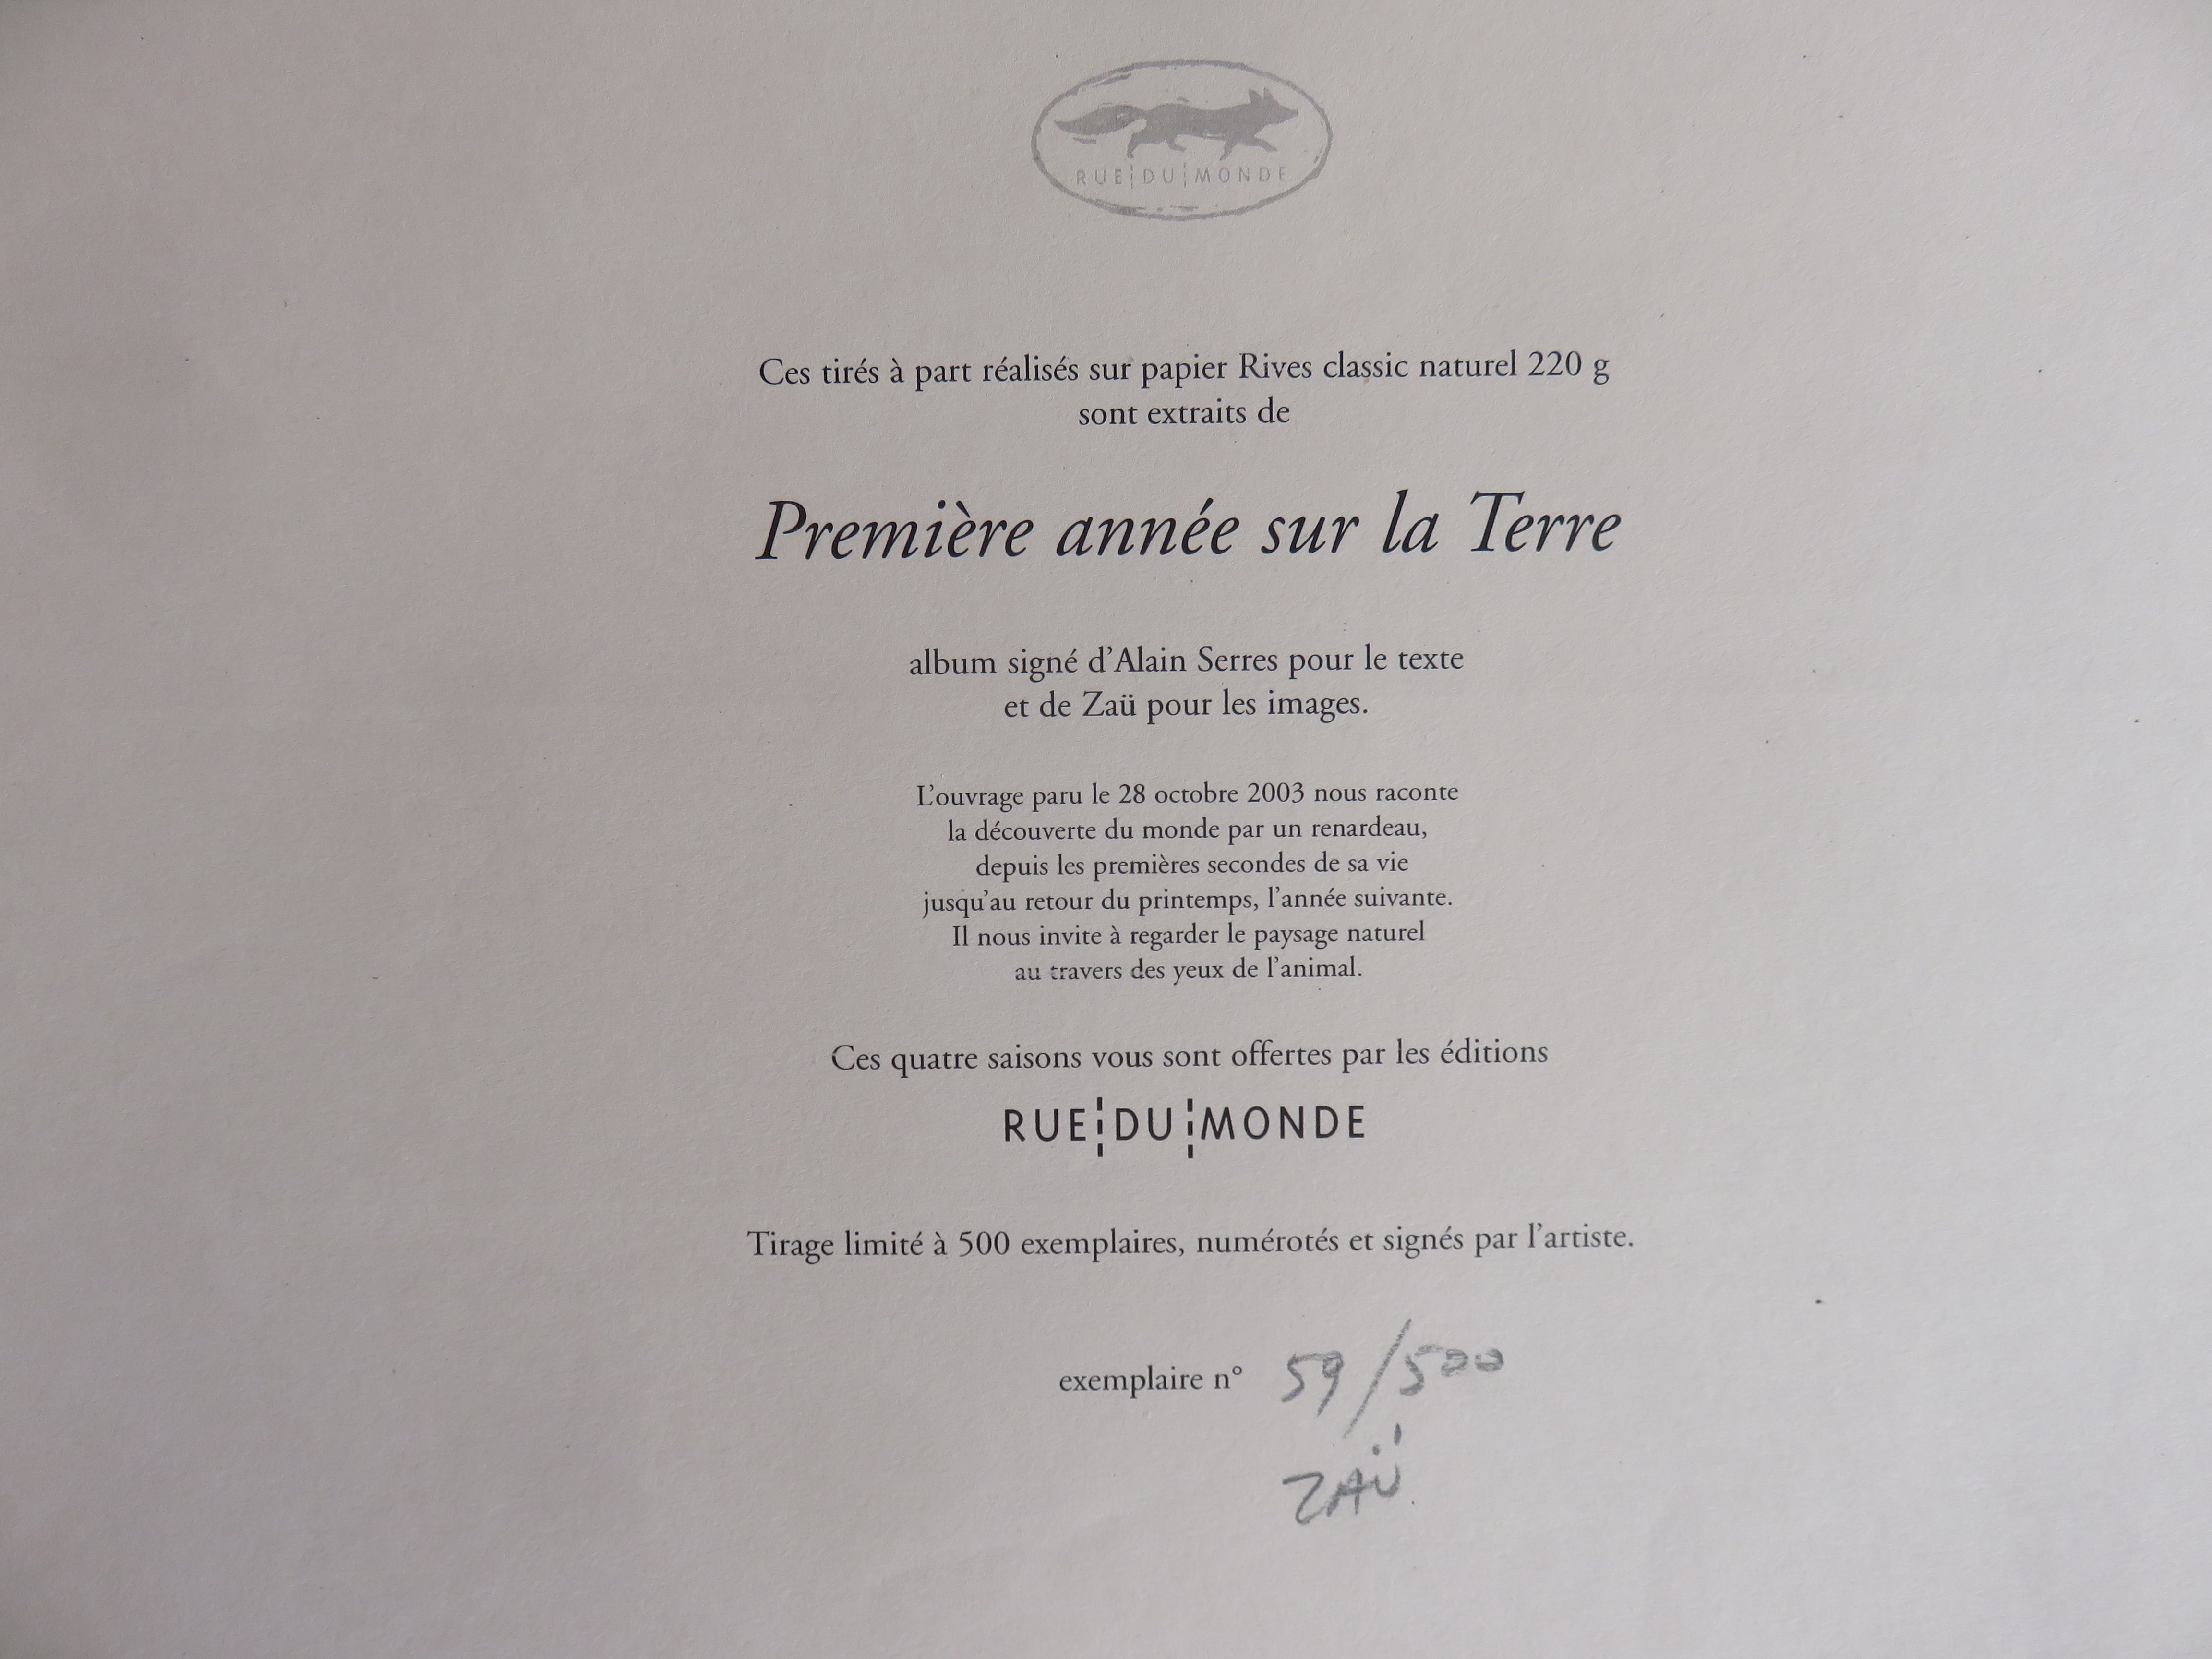 RUE DU MONDE
Ces tirés à part réalisés sur papier Rives classic naturel 220 g
sont extraits de
Première année sur la Terre
album signé d’Alain Serres pour le texte
et de Zaü pour les images.
L’ouvrage paru le 28 octobre 2003 nous raconte
la découverte du monde par un renardeau,
depuis les premières secondes de sa vie
jusqu’au retour du printemps, l’année suivante.
Il nous invite à regarder le paysage naturel
au travers des yeux de l’animal.
Ces quatre saisons vous sont offertes par les éditions
RUE DU MONDE
Tirage limité à 500 exemplaires, numérotés et signés par l’artiste.
exemplaire n° 59/500
ZAÜ